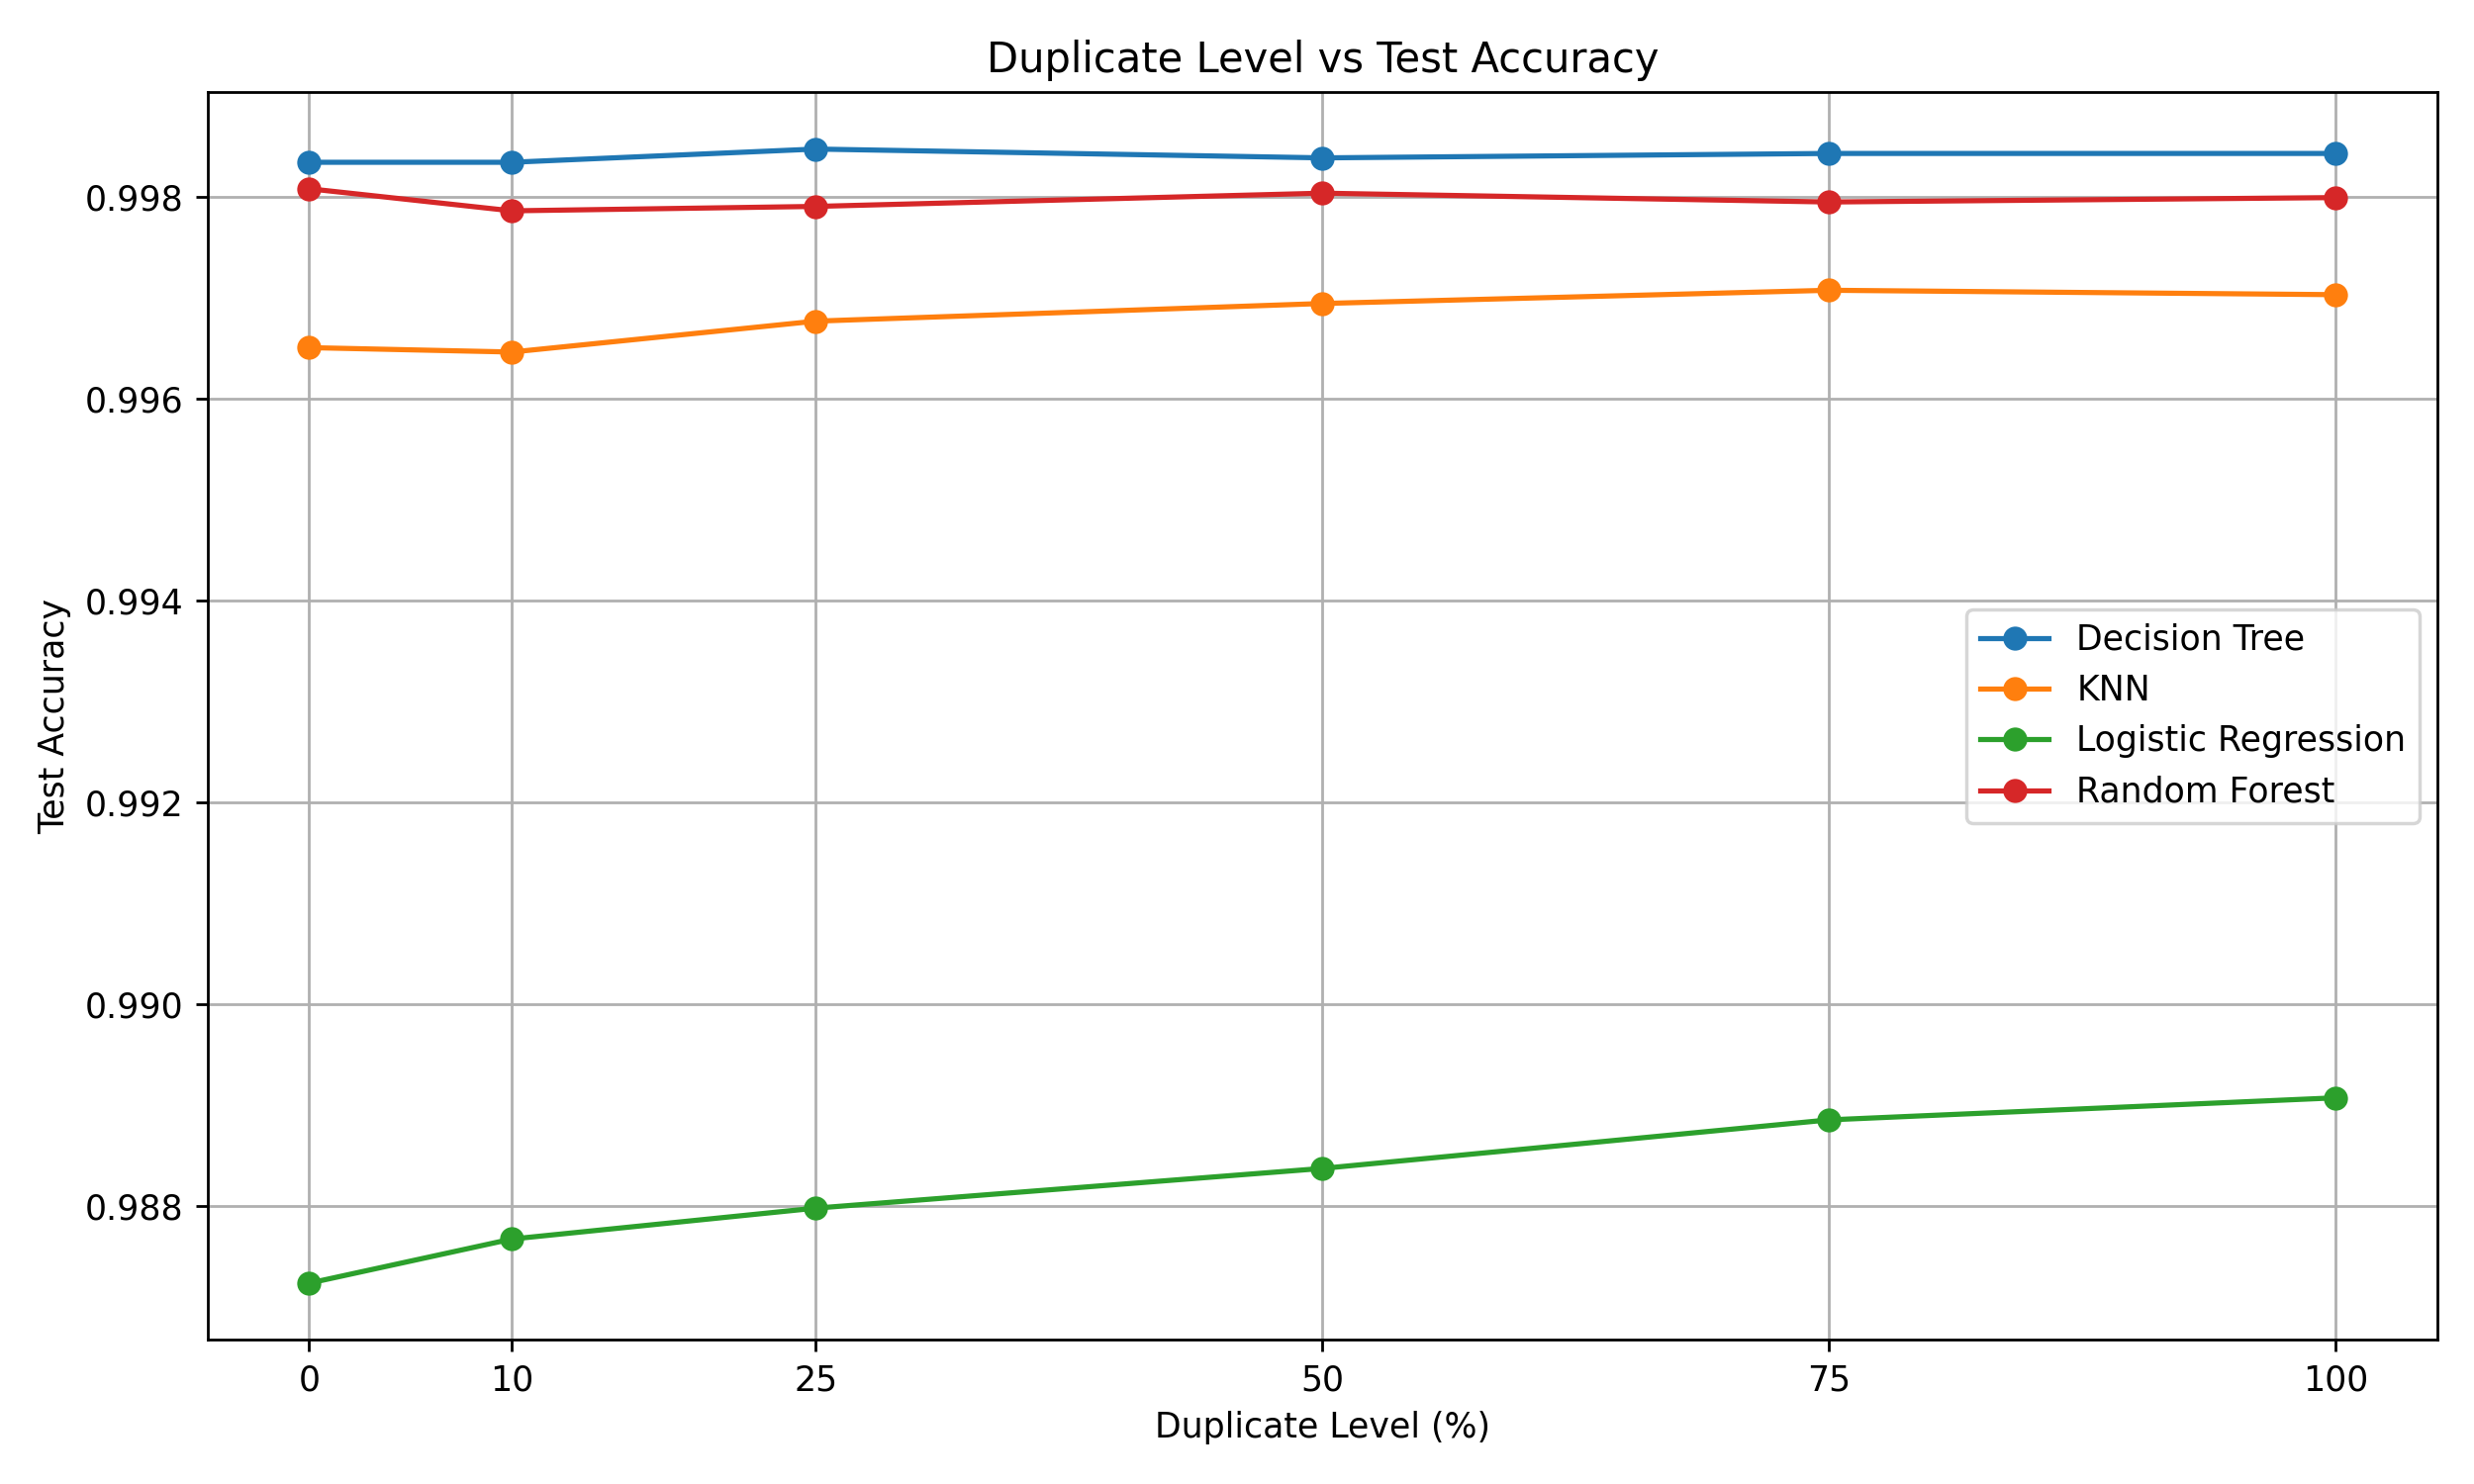 Duplicate Level vs Test Accuracy
Test Accuracy
0.998
0.996
0.994
0.992
0.990
0.988
Decision Tree
KNN
Logistic Regression
Random Forest
0 10 25 50 75 100
Duplicate Level (%)